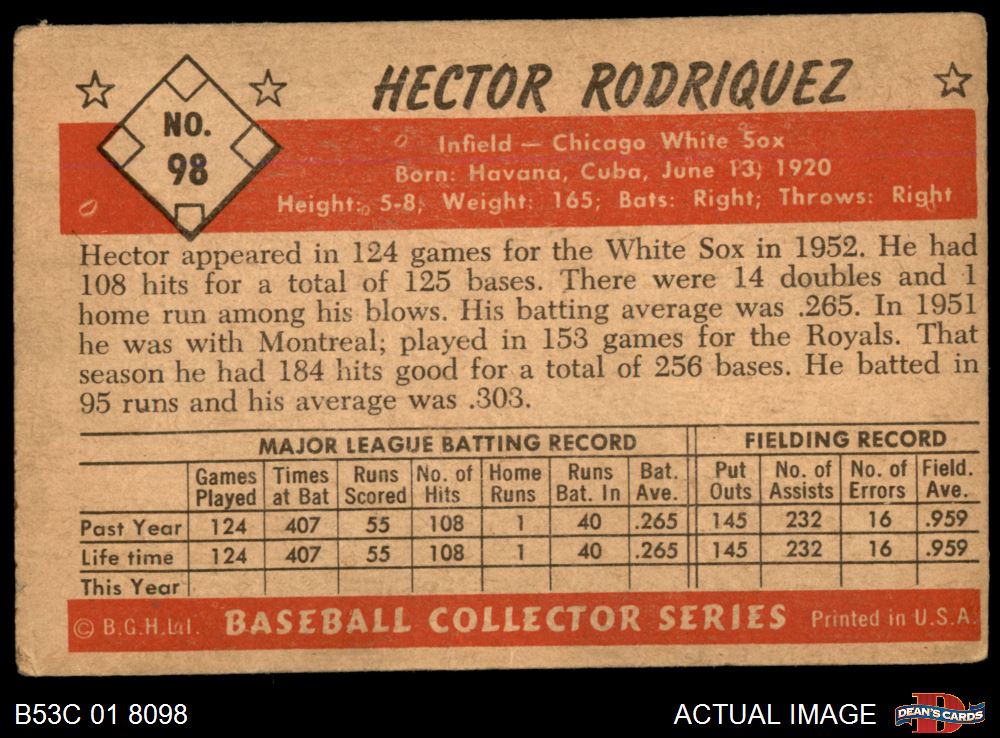 NO.
98
HECTOR RODRIQUEZ
Infield — Chicago White Sox
Born: Havana, Cuba, June 13, 1920
Height: 5-8; Weight: 165; Bats: Right; Throws: Right
Hector appeared in 124 games for the White Sox in 1952. He had
108 hits for a total of 125 bases. There were 14 doubles and 1
home run among his blows. His batting average was .265. In 1951
he was with Montreal; played in 153 games for the Royals. That
season he had 184 hits good for a total of 256 bases. He batted in
95 runs and his average was .303.
MAJOR LEAGUE BATTING RECORD FIELDING RECORD
Games Times Runs No. of Home Runs Bat. Put No. of No. of Field.
Played at Bat Scored Hits Runs Bat. In Ave. Outs Assists Errors Ave.
Past Year 124 407 55 108 1 40 .265 145 232 16 .959
Life time 124 407 55 108 1 40 .265 145 232 16 .959
This Year
© B.G.H.L.I. BASEBALL COLLECTOR SERIES Printed in U.S.A.
B53C 01 8098 ACTUAL IMAGE DEAN'S CARDS